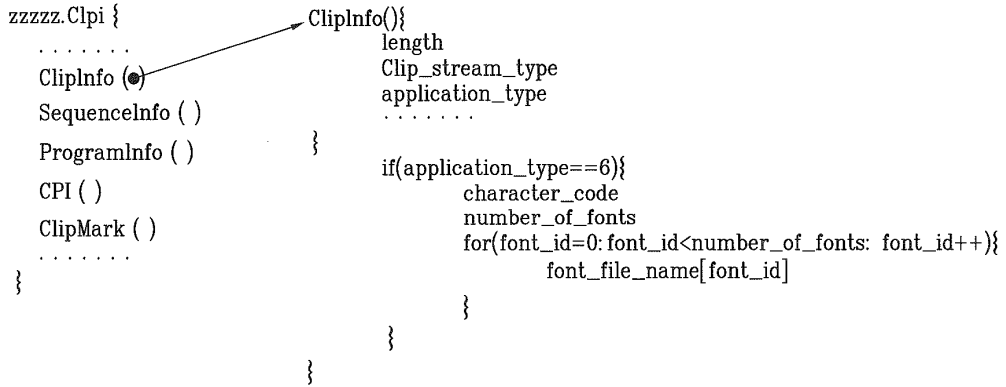 zzzzz.Clpi {
. . . . . . .
ClipInfo ( )
SequenceInfo ( )
ProgramInfo ( )
CPI ( )
ClipMark ( )
. . . . . . .
}
ClipInfo(){
length
Clip_stream_type
application_type
. . . . . . .
}
if(application_type==6){
character_code
number_of_fonts
for(font_id=0: font_id<number_of_fonts: font_id++){
font_file_name[font_id]
}
}
}